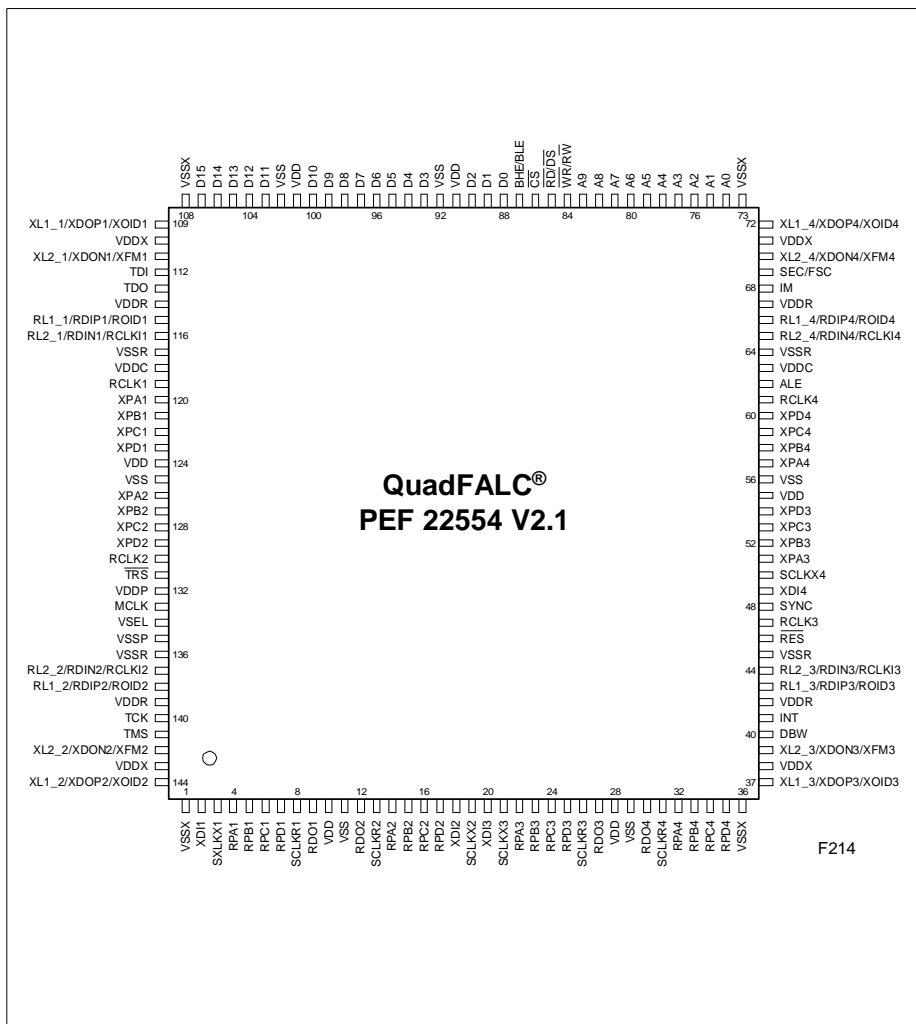 VSSX
D15
D14
D13
D12
D11
VSS
VDD
D10
D9
D8
D7
D6
D5
D4
D3
VSS
VDD
D2
D1
D0
BHE/BLE
CS
RD/DS
WR/RW
A9
A8
A7
A6
A5
A4
A3
A2
A1
A0
VSSX
108
104
100
96
92
88
84
80
76
73
XL1_1/XDOP1/XOID1 109
VDDX
XL2_1/XDON1/XFM1
TDI 112
TDO
VDDR
RL1_1/RDIP1/ROID1
RL2_1/RDIN1/RCLKI1 116
VSSR
VDDC
RCLK1
XPA1 120
XPB1
XPC1
XPD1
VDD 124
VSS
XPA2
XPB2
XPC2 128
XPD2
RCLK2
TRS
VDDP 132
MCLK
VSEL
VSSP
VSSR 136
RL2_2/RDIN2/RCLKI2
RL1_2/RDIP2/ROID2
VDDR
TCK 140
TMS
XL2_2/XDON2/XFM2
VDDX
XL1_2/XDOP2/XOID2 144
QuadFALC®
PEF 22554 V2.1
72 XL1_4/XDOP4/XOID4
VDDX
XL2_4/XDON4/XFM4
SEC/FSC
68 IM
VDDR
RL1_4/RDIP4/ROID4
RL2_4/RDIN4/RCLKI4
64 VSSR
VDDC
ALE
RCLK4
60 XPD4
XPC4
XPB4
XPA4
56 VSS
VDD
XPD3
XPC3
52 XPB3
XPA3
SCLKX4
XDI4
48 SYNC
RCLK3
RES
VSSR
44 RL2_3/RDIN3/RCLKI3
RL1_3/RDIP3/ROID3
VDDR
INT
40 DBW
XL2_3/XDON3/XFM3
VDDX
37 XL1_3/XDOP3/XOID3
1
4
8
12
16
20
24
28
32
36
VSSX
XDI1
SXLKX1
RPA1
RPB1
RPC1
RPD1
SCLKR1
RDO1
VDD
VSS
RDO2
SCLKR2
RPA2
RPB2
RPC2
RPD2
XDI2
SCLKX2
XDI3
SCLKX3
RPA3
RPB3
RPC3
RPD3
SCLKR3
RDO3
VDD
VSS
RDO4
SCLKR4
RPA4
RPB4
RPC4
RPD4
VSSX
F214